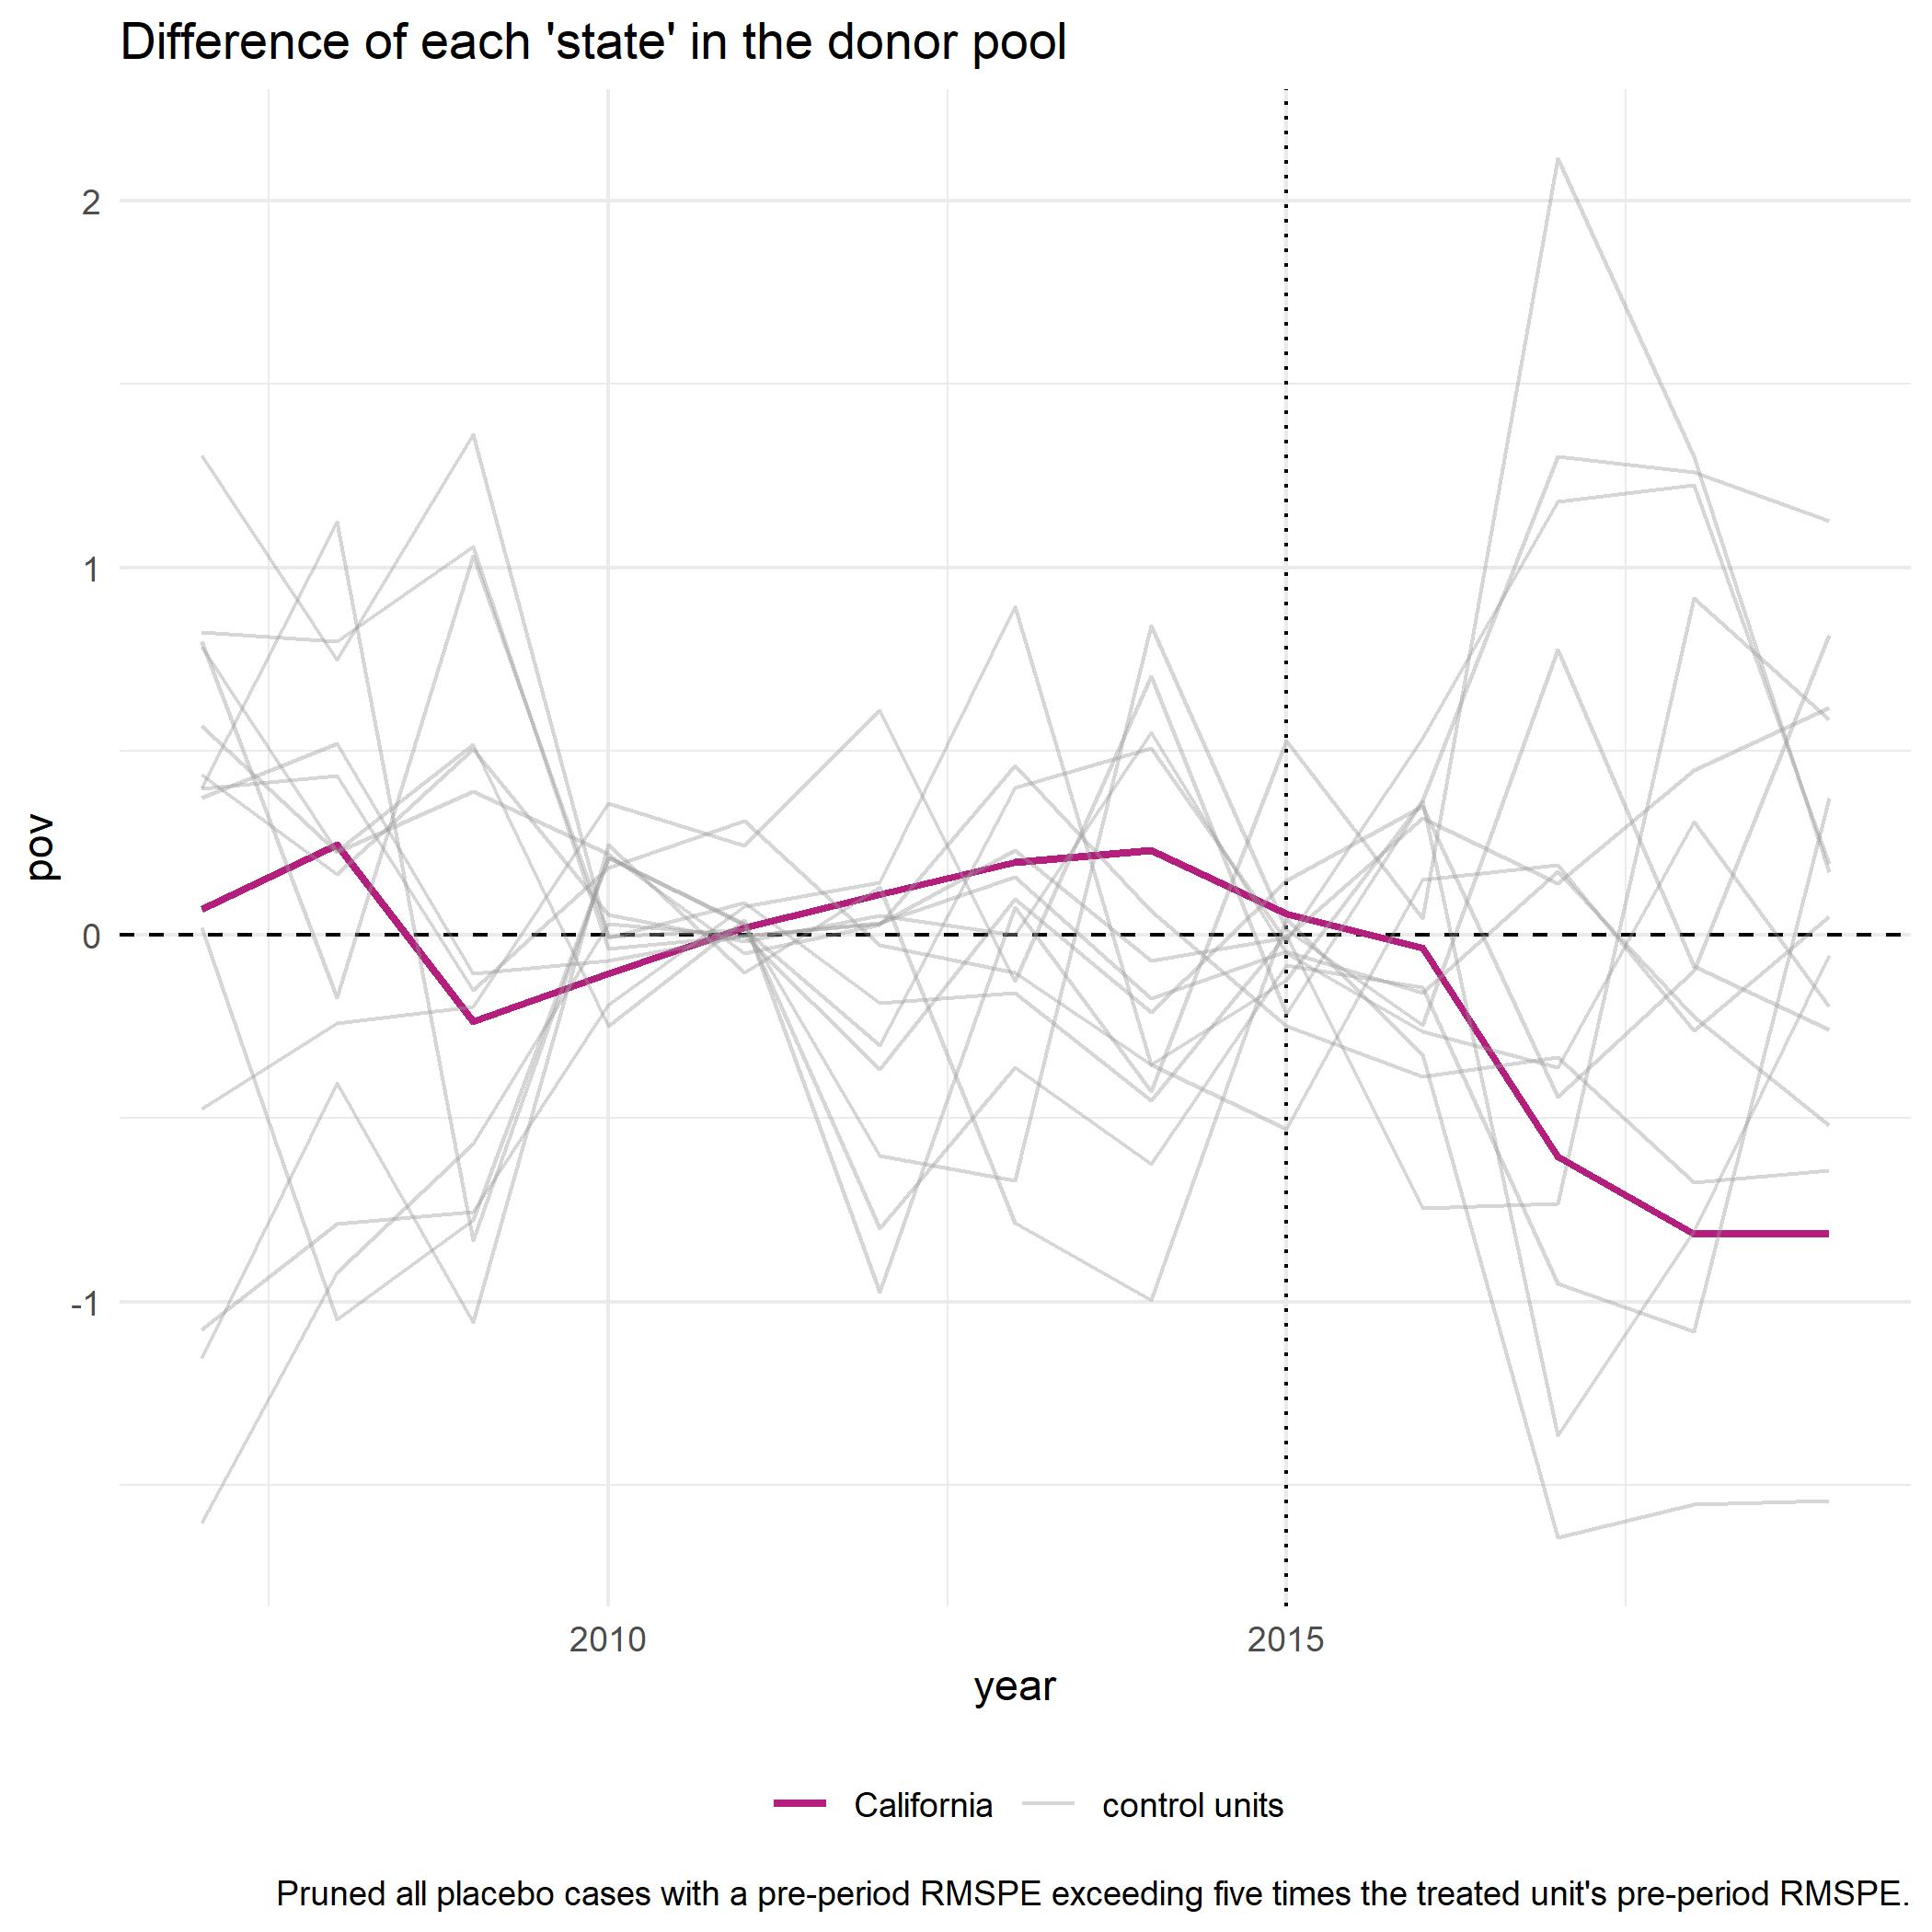 Difference of each 'state' in the donor pool
2
1
0
-1
pov
2010
2015
year
California
control units
Pruned all placebo cases with a pre-period RMSPE exceeding five times the treated unit's pre-period RMSPE.